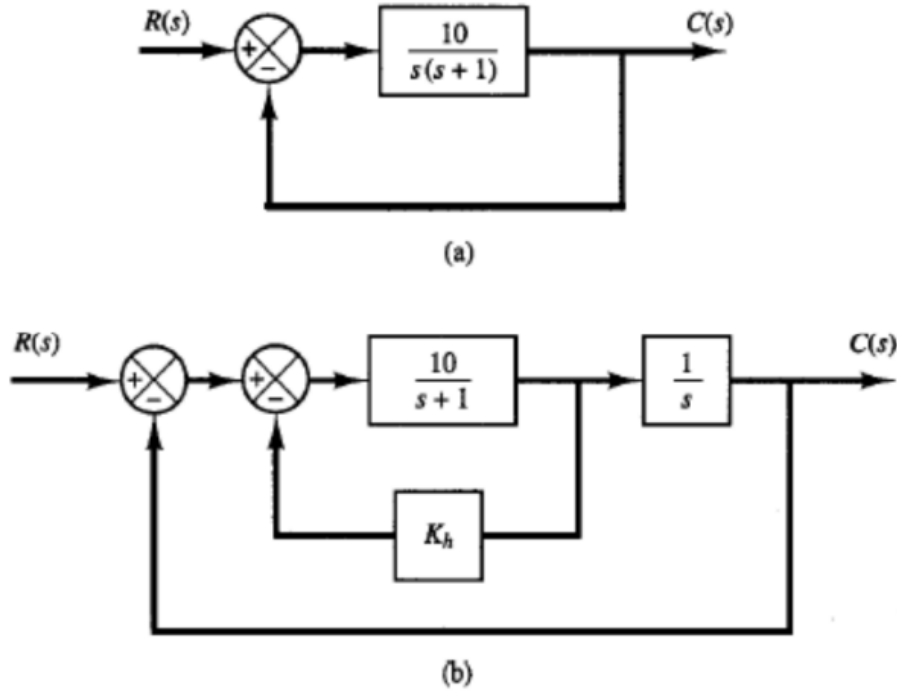 R(s)
+
−
10
s(s + 1)
C(s)
(a)
R(s)
+
−
+
−
10
s + 1
1
s
C(s)
K_h
(b)